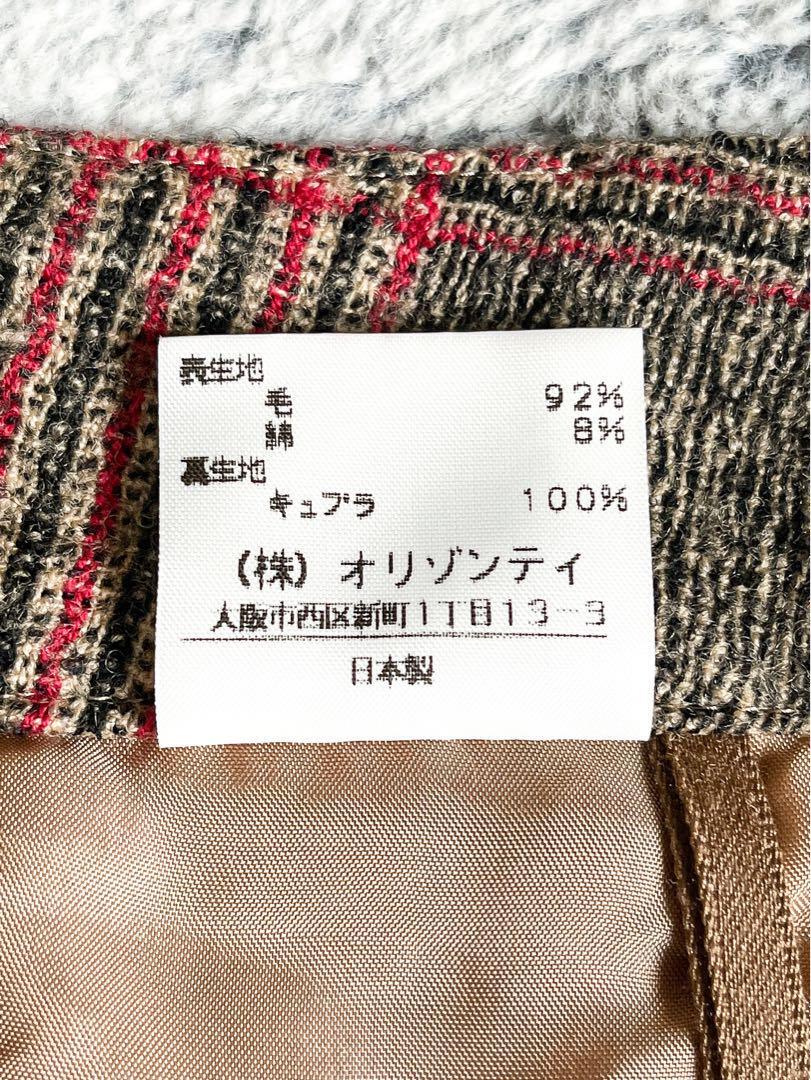 表生地
毛 92%
綿 8%
裏生地
キュプラ 100%
(株) オリゾンティ
大阪市西区新町1丁目13-3
日本製